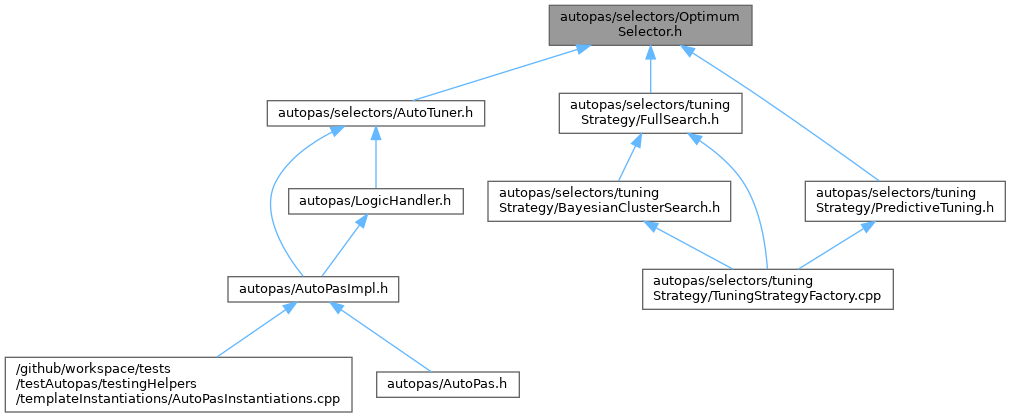 autopas/selectors/Optimum
Selector.h
autopas/selectors/AutoTuner.h
autopas/selectors/tuning
Strategy/FullSearch.h
autopas/LogicHandler.h
autopas/selectors/tuning
Strategy/BayesianClusterSearch.h
autopas/selectors/tuning
Strategy/PredictiveTuning.h
autopas/AutoPasImpl.h
autopas/selectors/tuning
Strategy/TuningStrategyFactory.cpp
/github/workspace/tests
/testAutopas/testingHelpers
/templateInstantiations/AutoPasInstantiations.cpp
autopas/AutoPas.h